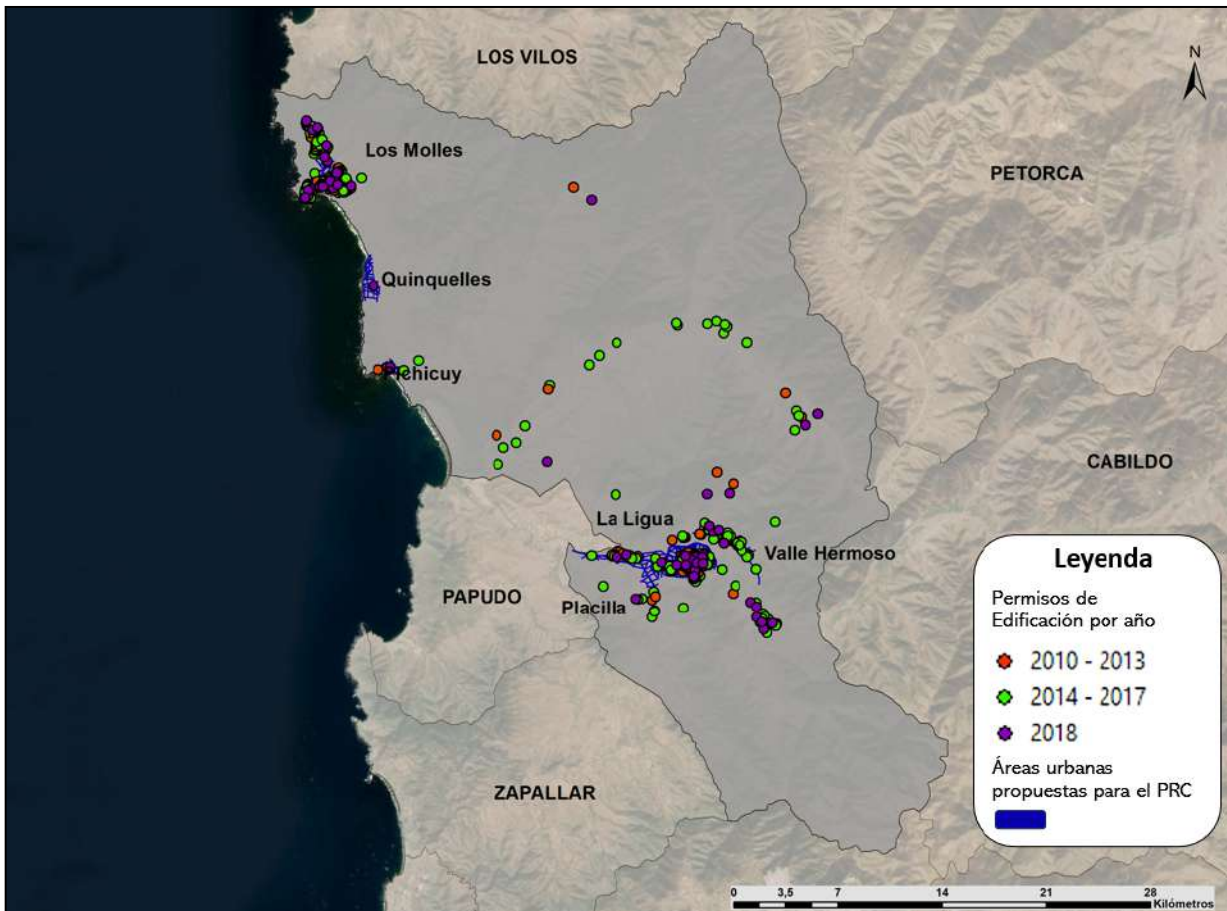 LOS VILOS
N
Los Molles
PETORCA
Quinquelles
Pichicuy
CABILDO
La Ligua
Valle Hermoso
PAPUDO
Placilla
ZAPALLAR
Leyenda
Permisos de
Edificación por año
2010 - 2013
2014 - 2017
2018
Áreas urbanas
propuestas para el PRC
0 3,5 7 14 21 28
Kilómetros